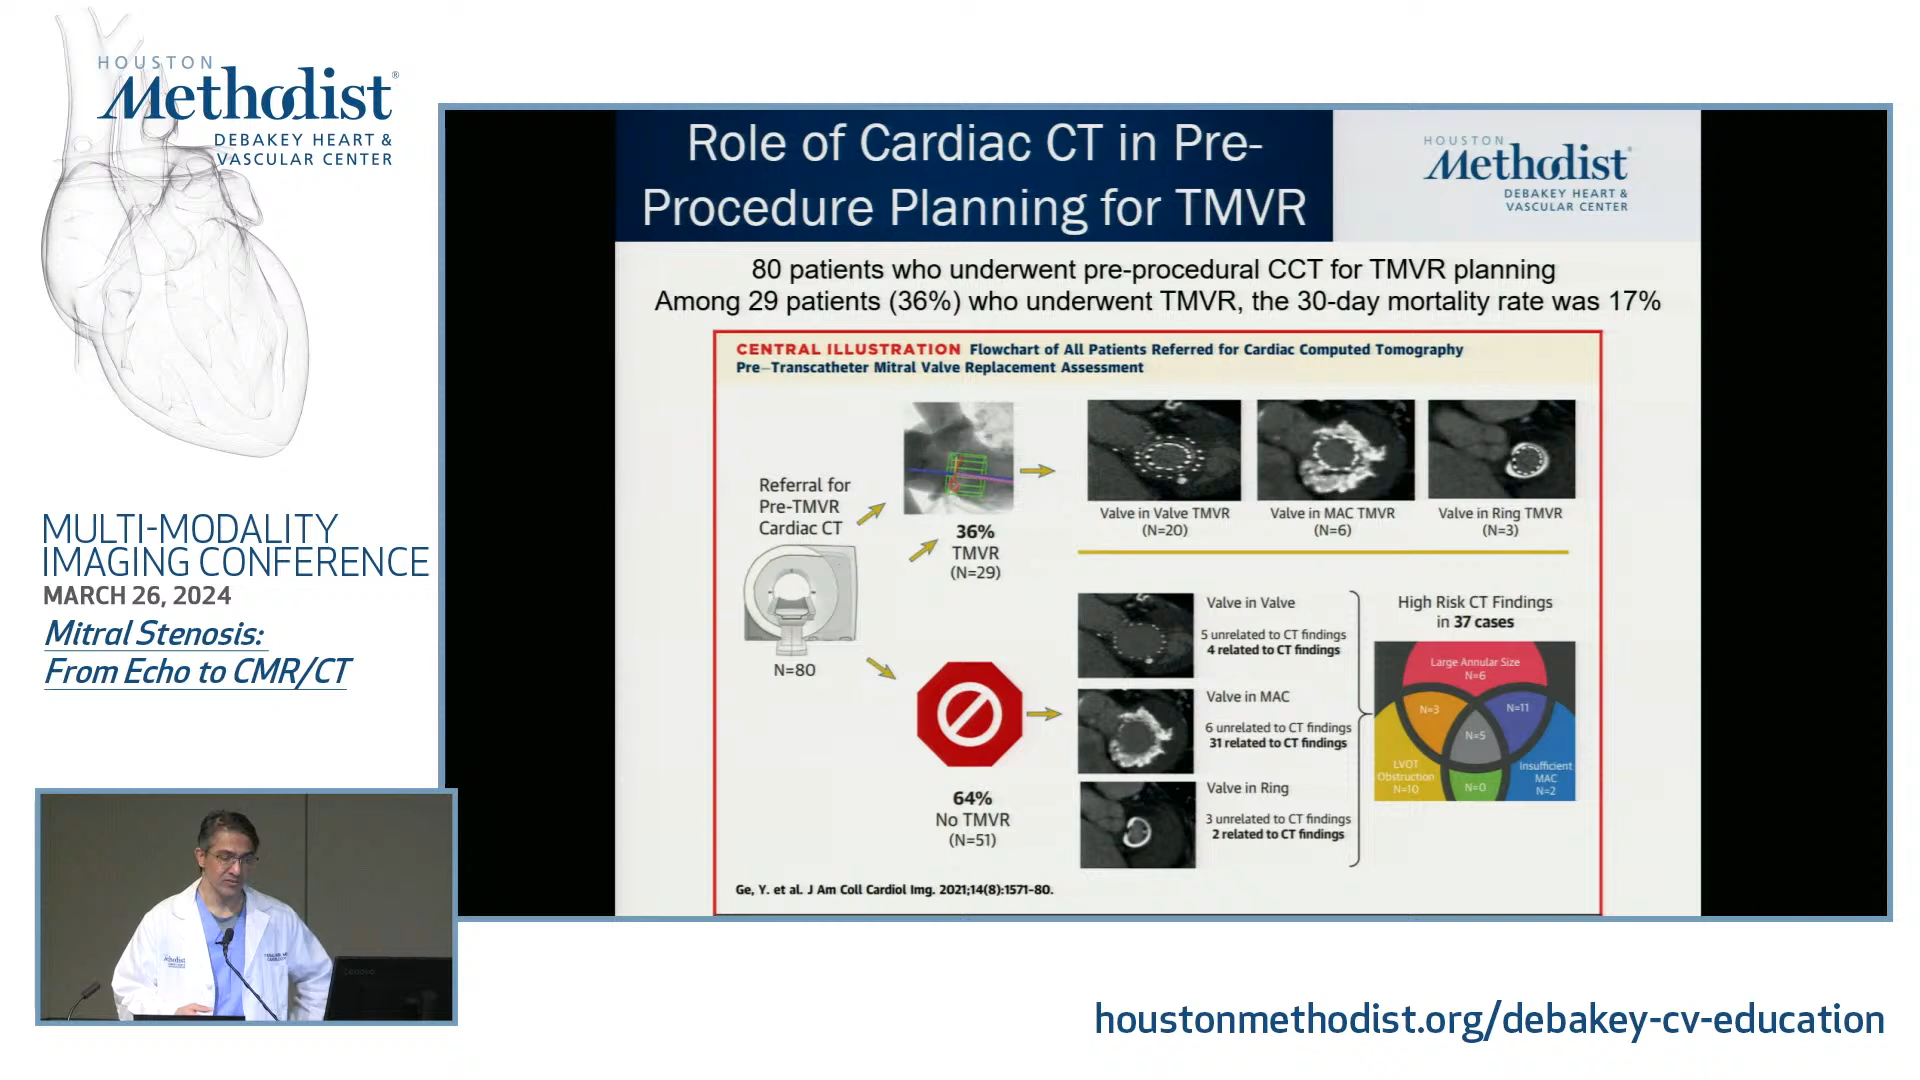 HOUSTON
Methodist®
DEBAKEY HEART &
VASCULAR CENTER
MULTI-MODALITY
IMAGING CONFERENCE
MARCH 26, 2024
Mitral Stenosis:
From Echo to CMR/CT
Role of Cardiac CT in Pre-
Procedure Planning for TMVR
HOUSTON
Methodist®
DEBAKEY HEART &
VASCULAR CENTER
80 patients who underwent pre-procedural CCT for TMVR planning
Among 29 patients (36%) who underwent TMVR, the 30-day mortality rate was 17%
CENTRAL ILLUSTRATION Flowchart of All Patients Referred for Cardiac Computed Tomography
Pre–Transcatheter Mitral Valve Replacement Assessment
Referral for
Pre-TMVR
Cardiac CT
N=80
36%
TMVR
(N=29)
Valve in Valve TMVR
(N=20)
Valve in MAC TMVR
(N=6)
Valve in Ring TMVR
(N=3)
64%
No TMVR
(N=51)
Valve in Valve
5 unrelated to CT findings
4 related to CT findings
Valve in MAC
6 unrelated to CT findings
31 related to CT findings
Valve in Ring
3 unrelated to CT findings
2 related to CT findings
High Risk CT Findings
in 37 cases
Large Annular Size
N=6
N=3
N=11
N=5
LVOT
Obstruction
N=10
N=0
Insufficient
MAC
N=2
Ge, Y. et al. J Am Coll Cardiol Img. 2021;14(8):1571-80.
Methodist
Lenovo
houstonmethodist.org/debakey-cv-education